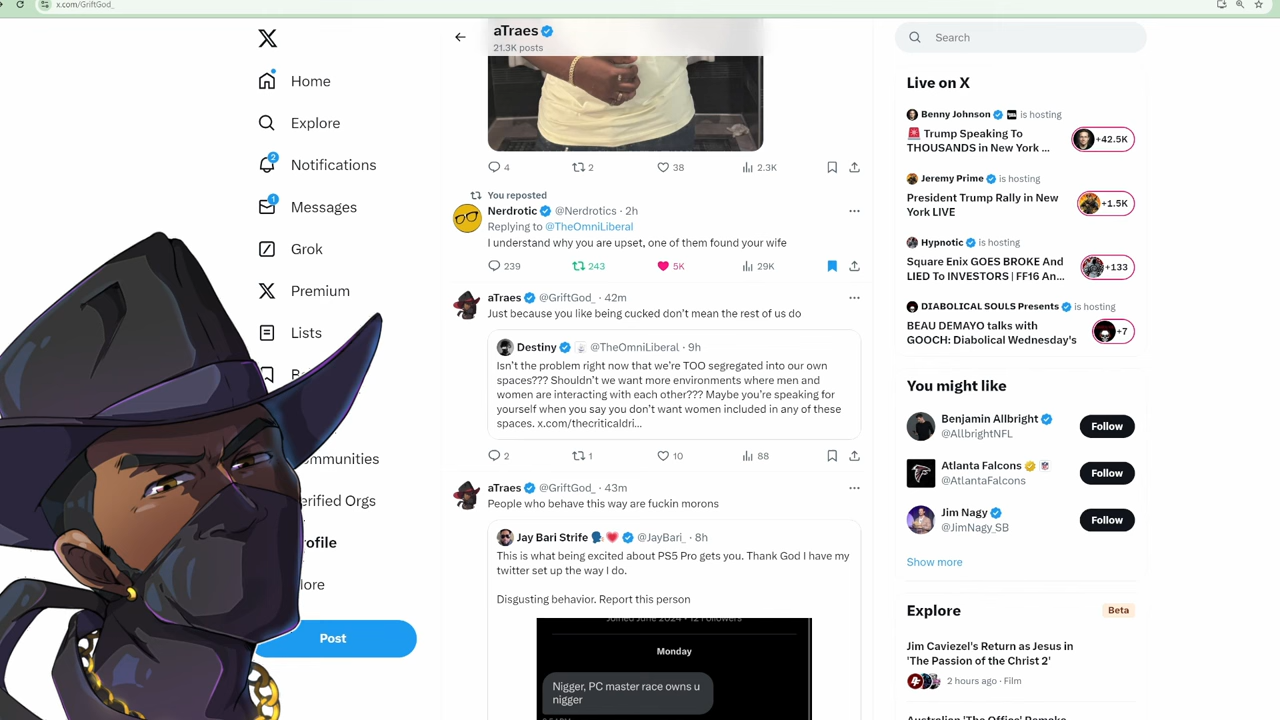 x.com/GriftGod_
Home
Explore
2
Notifications
1
Messages
Grok
Premium
Lists
ommunities
erified Orgs
rofile
lore
Post
aTraes
21.3K posts
4 2 38 2.3K
You reposted
Nerdrotic @Nerdrotics · 2h
Replying to @TheOmniLiberal
I understand why you are upset, one of them found your wife
239 243 5K 29K
aTraes @GriftGod_ · 42m
Just because you like being cucked don't mean the rest of us do
Destiny @TheOmniLiberal · 9h
Isn't the problem right now that we're TOO segregated into our own
spaces??? Shouldn't we want more environments where men and
women are interacting with each other??? Maybe you're speaking for
yourself when you say you don't want women included in any of these
spaces. x.com/thecriticaldri...
2 1 10 88
aTraes @GriftGod_ · 43m
People who behave this way are fuckin morons
Jay Bari Strife @JayBari_ · 8h
This is what being excited about PS5 Pro gets you. Thank God I have my
twitter set up the way I do.
Disgusting behavior. Report this person
Joined June 2024 · 12 Followers
Monday
Nigger, PC master race owns u
nigger
Search
Live on X
Benny Johnson is hosting
Trump Speaking To
THOUSANDS in New York ...
+42.5K
Jeremy Prime is hosting
President Trump Rally in New
York LIVE
+1.5K
Hypnotic is hosting
Square Enix GOES BROKE And
LIED To INVESTORS | FF16 An...
+133
DIABOLICAL SOULS Presents is hosting
BEAU DEMAYO talks with
GOOCH: Diabolical Wednesday's
+7
You might like
Benjamin Allbright
@AllbrightNFL
Follow
Atlanta Falcons
@AtlantaFalcons
Follow
Jim Nagy
@JimNagy_SB
Follow
Show more
Explore
Beta
Jim Caviezel's Return as Jesus in
'The Passion of the Christ 2'
2 hours ago · Film
Australian 'The Office' Remake